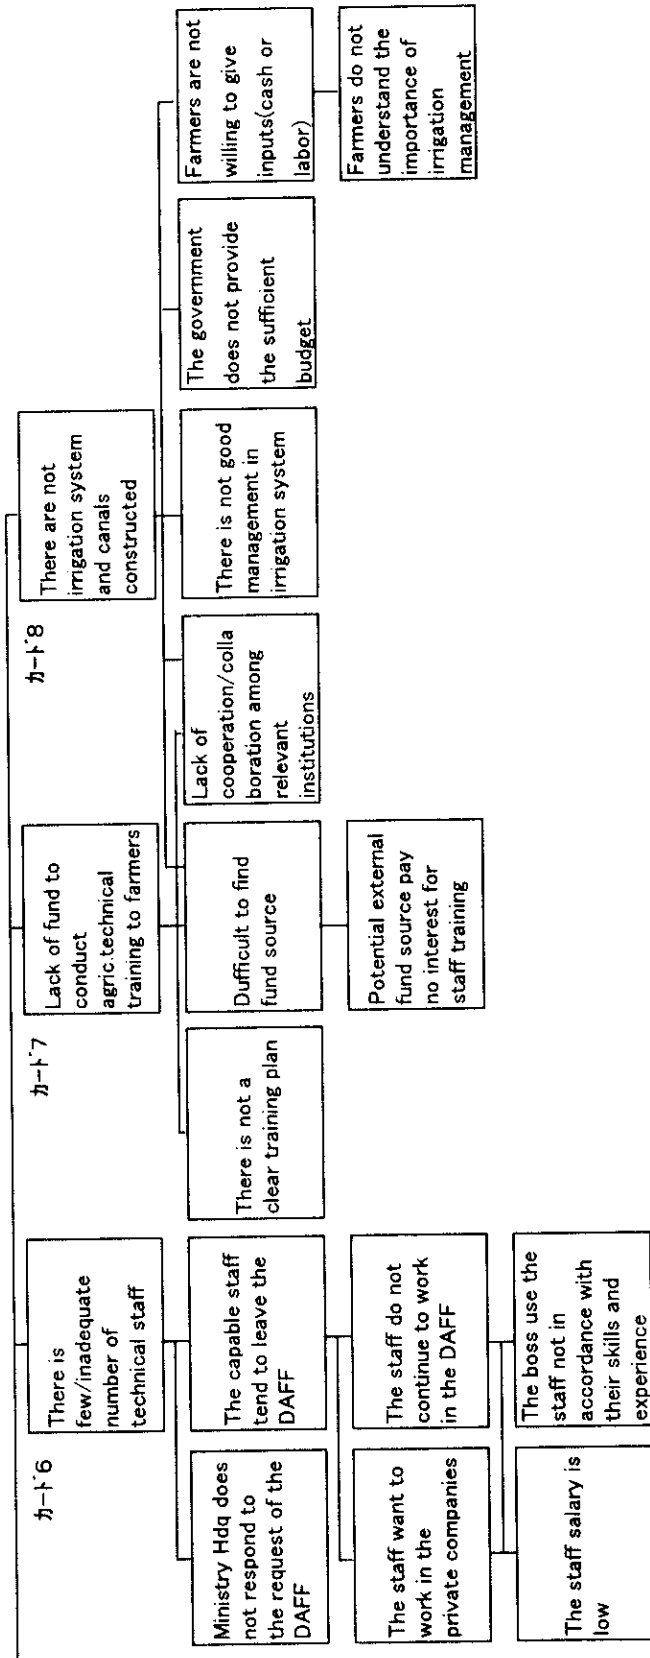 カード6
There is
few/inadequate
number of
technical staff
Ministry Hdq does
not respond to
the request of the
DAFF
The capable staff
tend to leave the
DAFF
The staff want to
work in the
private companies
The staff do not
continue to work
in the DAFF
The staff salary is
low
The boss use the
staff not in
accordance with
their skills and
experience
カード7
Lack of fund to
conduct
agric.technical
training to farmers
There is not a
clear training plan
Dufficult to find
fund source
Lack of
cooperation/colla
boration among
relevant
institutions
Potential external
fund source pay
no interest for
staff training
カード8
There are not
irrigation system
and canals
constructed
There is not good
management in
irrigation system
The government
does not provide
the sufficient
budget
Farmers are not
willing to give
inputs(cash or
labor)
Farmers do not
understand the
importance of
irrigation
management